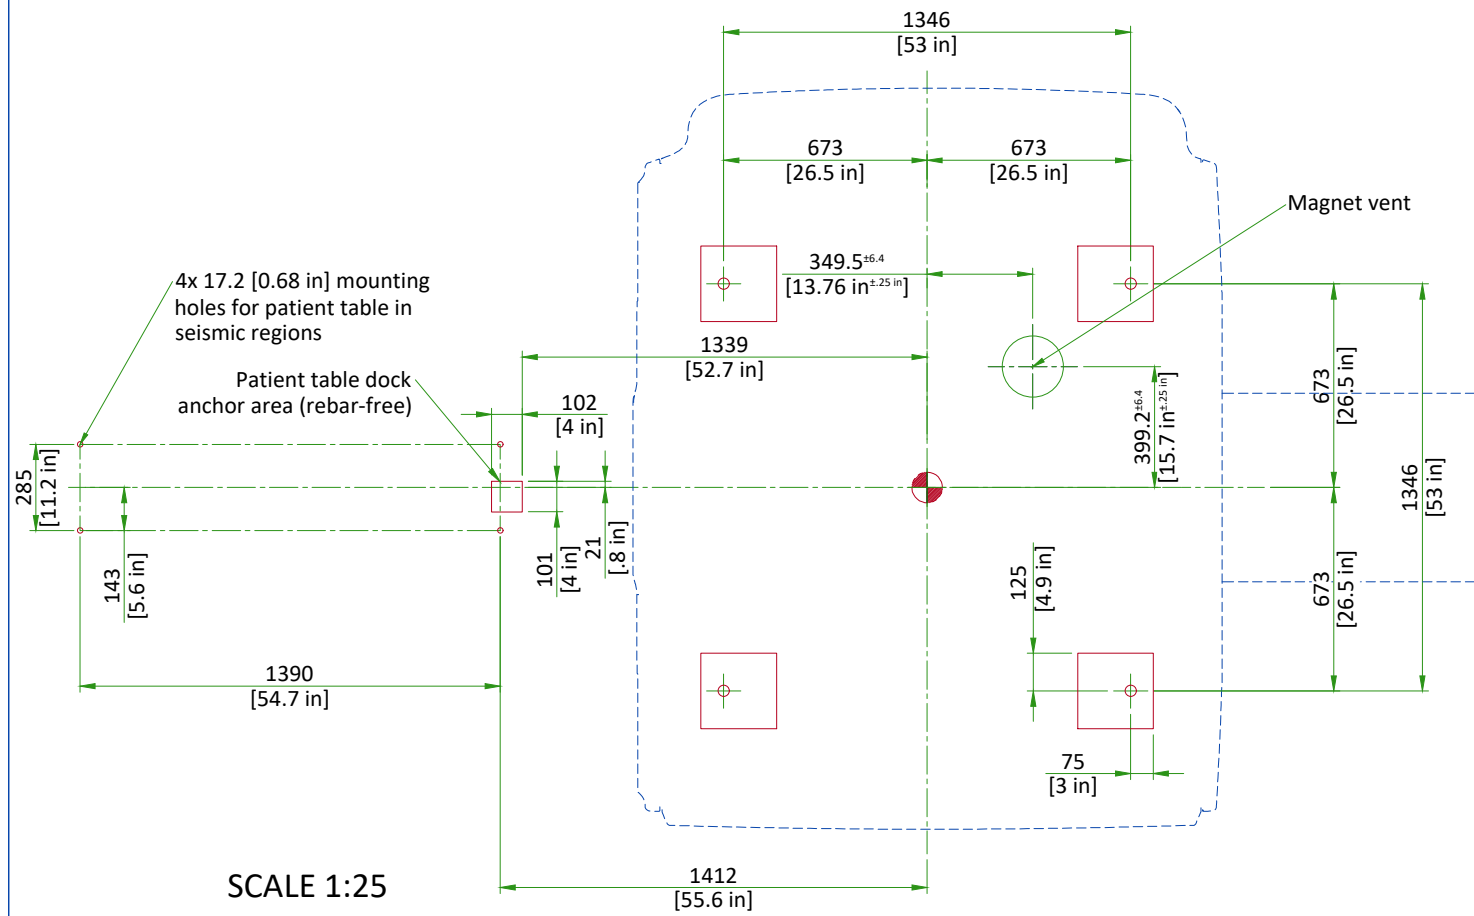 1346
[53 in]
673
[26.5 in]
673
[26.5 in]
Magnet vent
349.5±6.4
[13.76 in±.25 in]
4x 17.2 [0.68 in] mounting
holes for patient table in
seismic regions
1339
[52.7 in]
Patient table dock
anchor area (rebar-free)
102
[4 in]
399.2±6.4
[15.7 in±.25 in]
673
[26.5 in]
285
[11.2 in]
1346
[53 in]
143
[5.6 in]
101
[4 in]
21
[.8 in]
125
[4.9 in]
673
[26.5 in]
1390
[54.7 in]
75
[3 in]
SCALE 1:25
1412
[55.6 in]